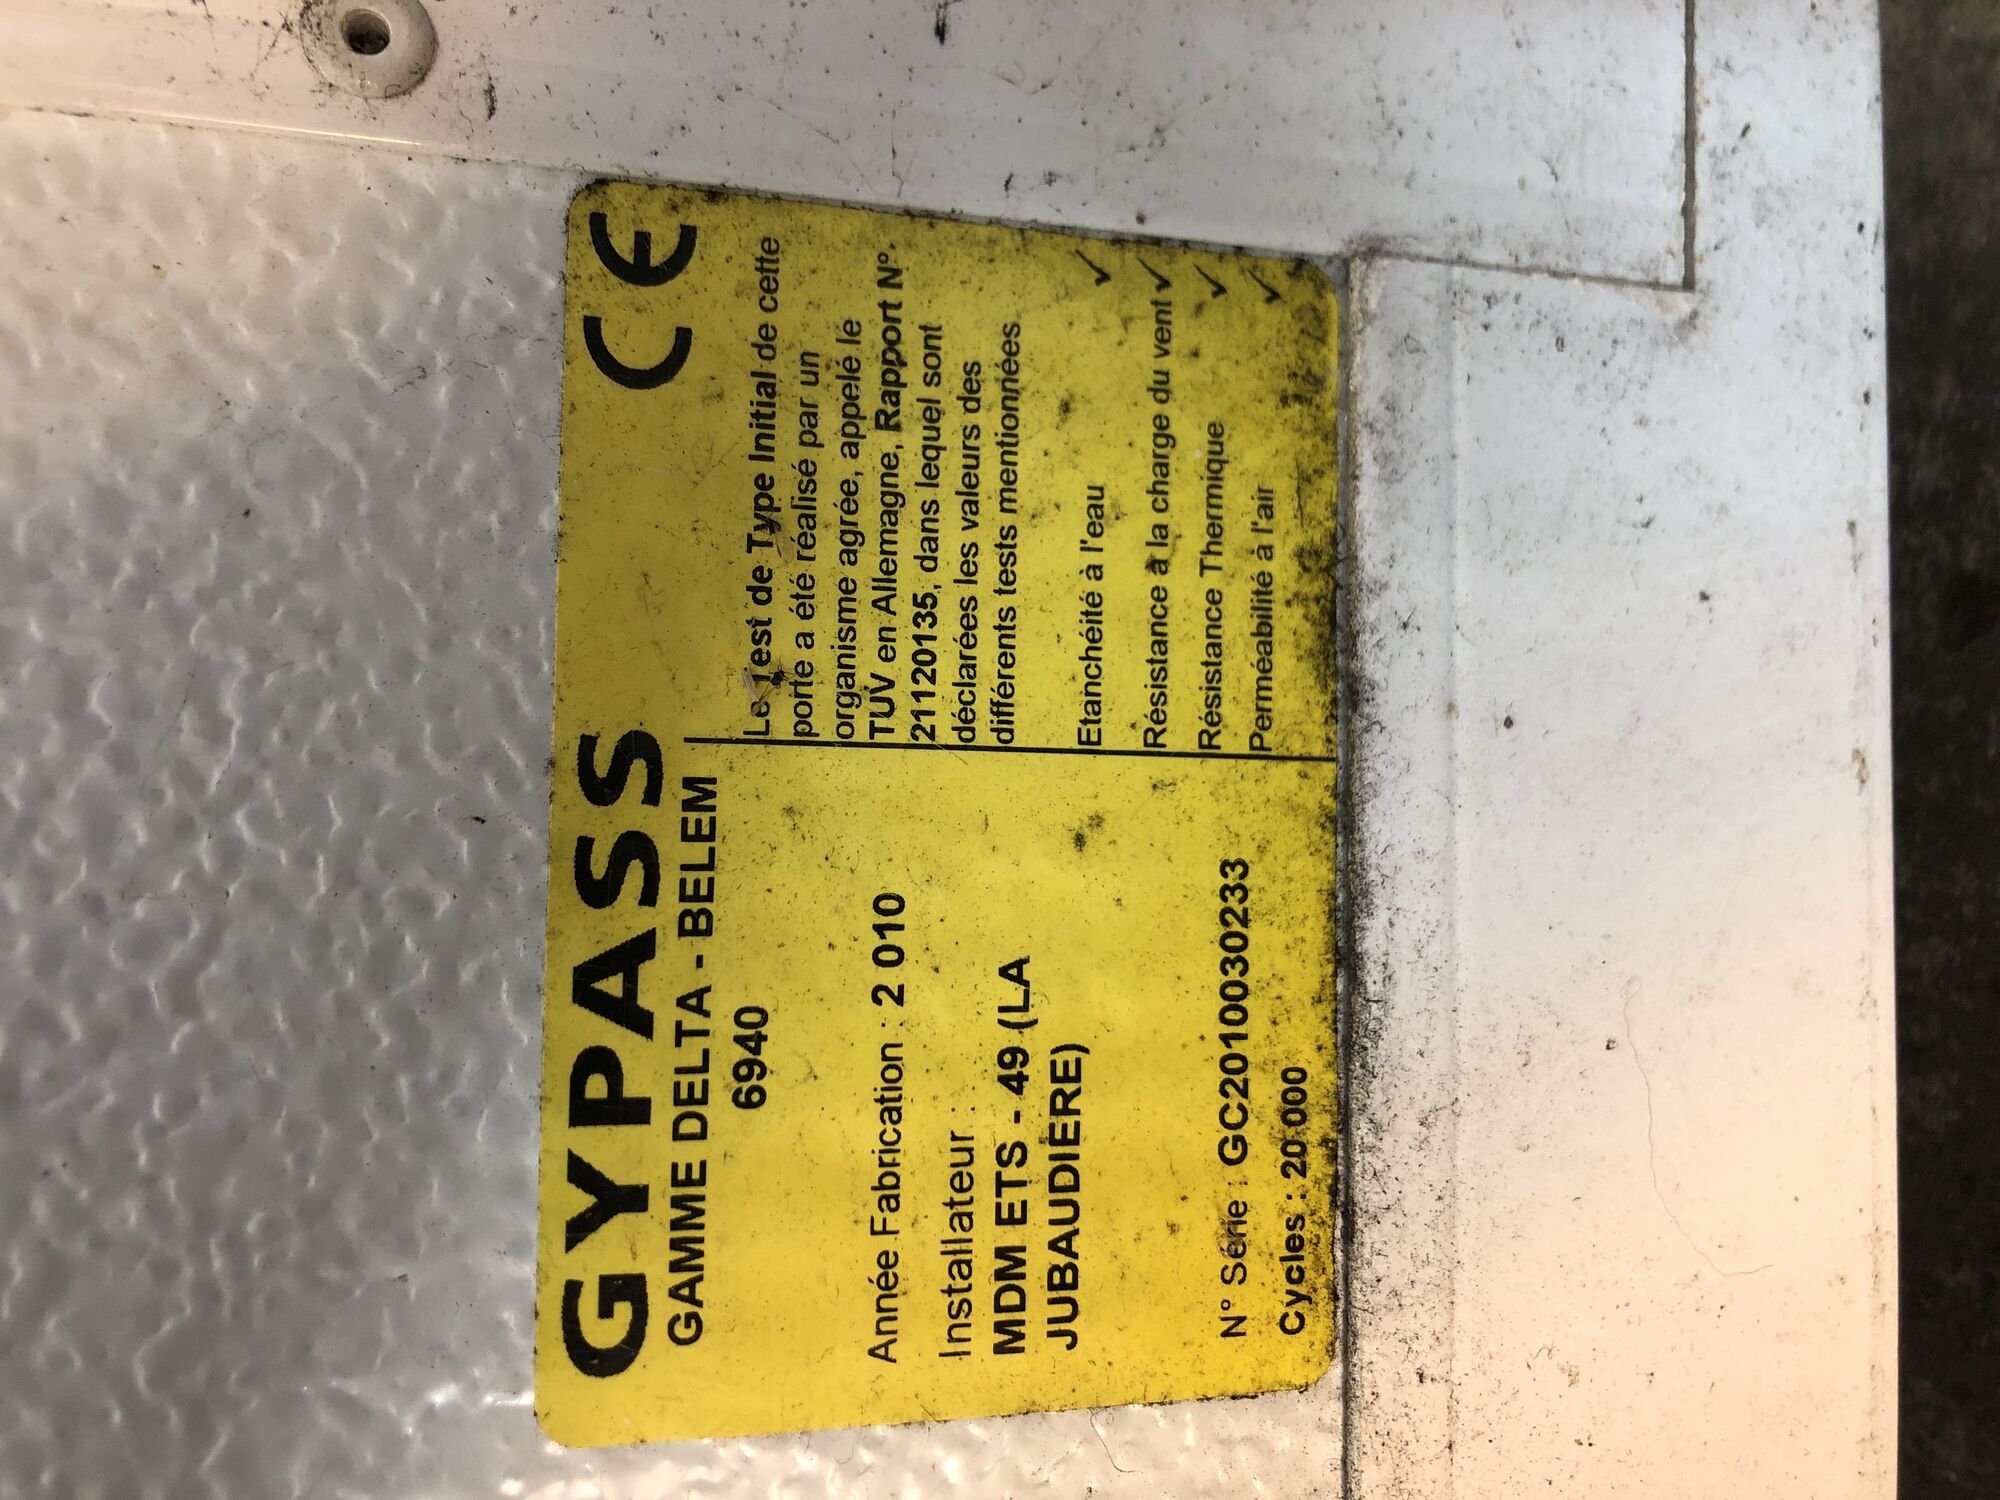 GYPASS
CE
GAMME DELTA - BELEM
6940
Année Fabrication : 2 010
Installateur :
MDM ETS - 49 (LA
JUBAUDIERE)
N° Série : GC20100030233
Cycles : 20 000
Le Test de Type Initial de cette
porte a été réalisé par un
organisme agrée, appelé le
TUV en Allemagne, Rapport N°.
21120135, dans lequel sont
déclarées les valeurs des
différents tests mentionnées
Etanchéité à l'eau ✓
Résistance à la charge du vent ✓
Résistance Thermique ✓
Perméabilité à l'air ✓